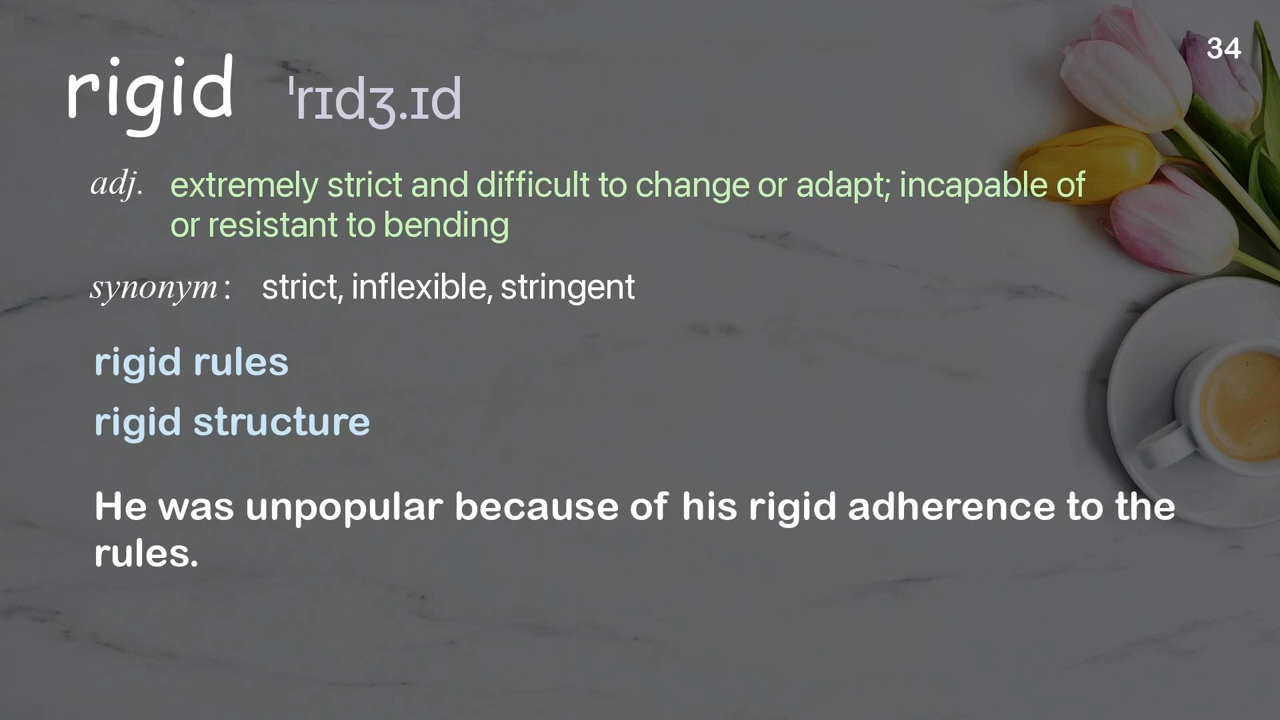 34
rigid ˈrɪdʒ.ɪd
adj. extremely strict and difficult to change or adapt; incapable of
or resistant to bending
synonym: strict, inflexible, stringent
rigid rules
rigid structure
He was unpopular because of his rigid adherence to the
rules.